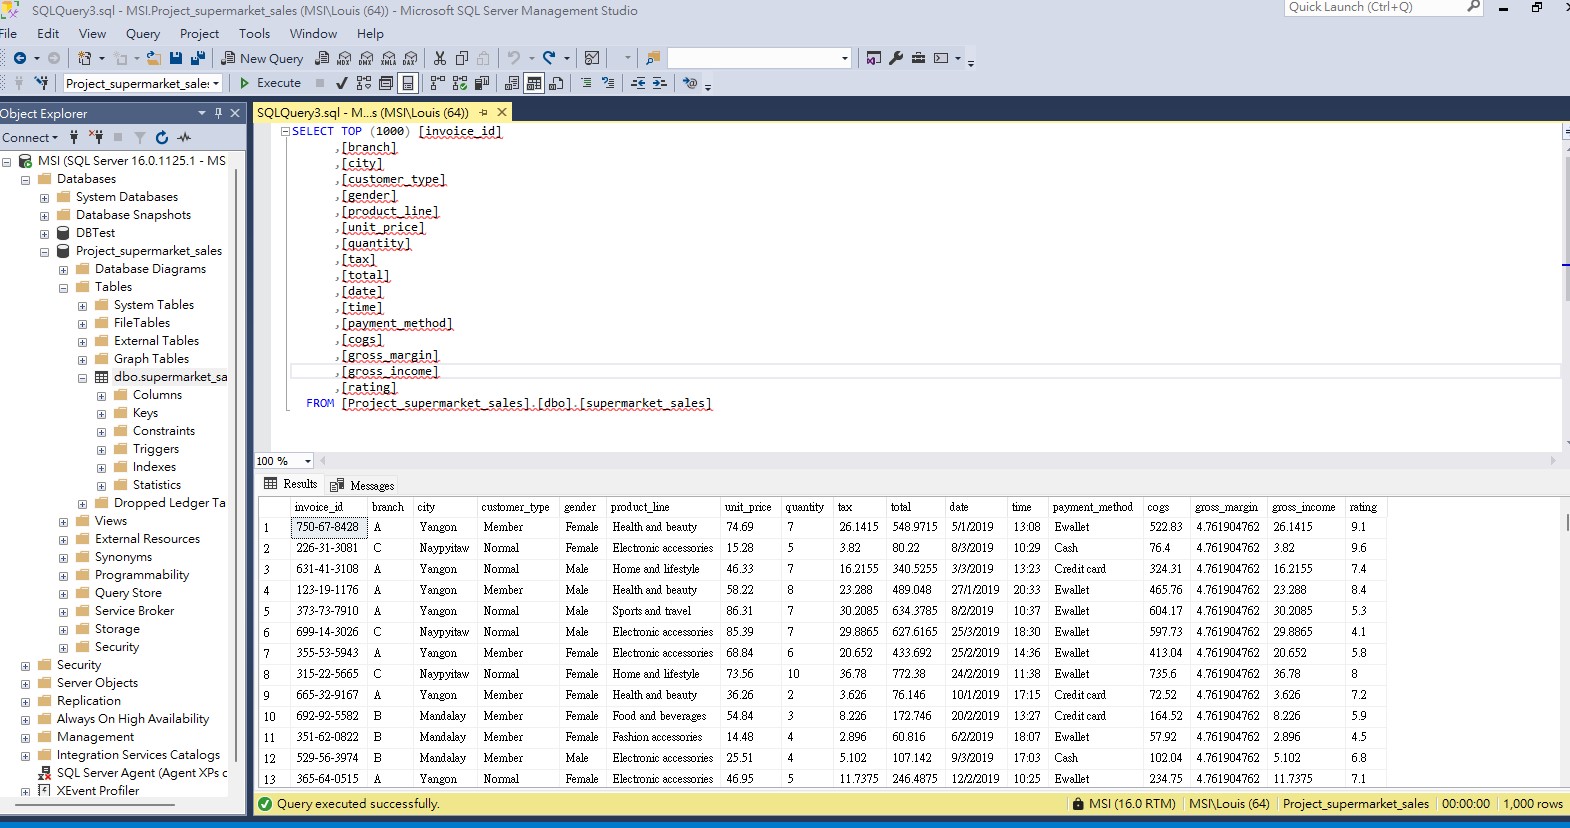 SQLQuery3.sql - MSI.Project_supermarket_sales (MSI\Louis (64)) - Microsoft SQL Server Management Studio
Quick Launch (Ctrl+Q)
File Edit View Query Project Tools Window Help
New Query
Project_supermarket_sales Execute
Object Explorer
Connect
MSI (SQL Server 16.0.1125.1 - MS
Databases
System Databases
Database Snapshots
DBTest
Project_supermarket_sales
Database Diagrams
Tables
System Tables
FileTables
External Tables
Graph Tables
dbo.supermarket_sa
Columns
Keys
Constraints
Triggers
Indexes
Statistics
Dropped Ledger Ta
Views
External Resources
Synonyms
Programmability
Query Store
Service Broker
Storage
Security
Security
Server Objects
Replication
Always On High Availability
Management
Integration Services Catalogs
SQL Server Agent (Agent XPs c
XEvent Profiler
SQLQuery3.sql - M...s (MSI\Louis (64))
SELECT TOP (1000) [invoice_id]
,[branch]
,[city]
,[customer_type]
,[gender]
,[product_line]
,[unit_price]
,[quantity]
,[tax]
,[total]
,[date]
,[time]
,[payment_method]
,[cogs]
,[gross_margin]
,[gross_income]
,[rating]
FROM [Project_supermarket_sales].[dbo].[supermarket_sales]
100 %
Results Messages
invoice_id branch city customer_type gender product_line unit_price quantity tax total date time payment_method cogs gross_margin gross_income rating
1 750-67-8428 A Yangon Member Female Health and beauty 74.69 7 26.1415 548.9715 5/1/2019 13:08 Ewallet 522.83 4.761904762 26.1415 9.1
2 226-31-3081 C Naypyitaw Normal Female Electronic accessories 15.28 5 3.82 80.22 8/3/2019 10:29 Cash 76.4 4.761904762 3.82 9.6
3 631-41-3108 A Yangon Normal Male Home and lifestyle 46.33 7 16.2155 340.5255 3/3/2019 13:23 Credit card 324.31 4.761904762 16.2155 7.4
4 123-19-1176 A Yangon Member Male Health and beauty 58.22 8 23.288 489.048 27/1/2019 20:33 Ewallet 465.76 4.761904762 23.288 8.4
5 373-73-7910 A Yangon Normal Male Sports and travel 86.31 7 30.2085 634.3785 8/2/2019 10:37 Ewallet 604.17 4.761904762 30.2085 5.3
6 699-14-3026 C Naypyitaw Normal Male Electronic accessories 85.39 7 29.8865 627.6165 25/3/2019 18:30 Ewallet 597.73 4.761904762 29.8865 4.1
7 355-53-5943 A Yangon Member Female Electronic accessories 68.84 6 20.652 433.692 25/2/2019 14:36 Ewallet 413.04 4.761904762 20.652 5.8
8 315-22-5665 C Naypyitaw Normal Female Home and lifestyle 73.56 10 36.78 772.38 24/2/2019 11:38 Ewallet 735.6 4.761904762 36.78 8
9 665-32-9167 A Yangon Member Female Health and beauty 36.26 2 3.626 76.146 10/1/2019 17:15 Credit card 72.52 4.761904762 3.626 7.2
10 692-92-5582 B Mandalay Member Female Food and beverages 54.84 3 8.226 172.746 20/2/2019 13:27 Credit card 164.52 4.761904762 8.226 5.9
11 351-62-0822 B Mandalay Member Female Fashion accessories 14.48 4 2.896 60.816 6/2/2019 18:07 Ewallet 57.92 4.761904762 2.896 4.5
12 529-56-3974 B Mandalay Member Male Electronic accessories 25.51 4 5.102 107.142 9/3/2019 17:03 Cash 102.04 4.761904762 5.102 6.8
13 365-64-0515 A Yangon Normal Female Electronic accessories 46.95 5 11.7375 246.4875 12/2/2019 10:25 Ewallet 234.75 4.761904762 11.7375 7.1
Query executed successfully. MSI (16.0 RTM) MSI\Louis (64) Project_supermarket_sales 00:00:00 1,000 rows